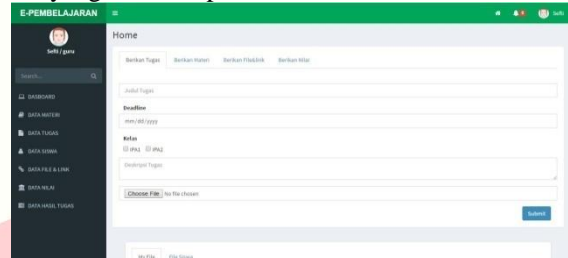 E-PEMBELAJARAN
Sefti
Sefti / guru
Home
Berikan Tugas Berikan Materi Berikan File&Link Berikan Nilai
Search...
Judul Tugas
DASBOARD
Deadline
DATA MATERI
mm/dd/yyyy
DATA TUGAS
Kelas
IPA1 IPA2
DATA SISWA
Deskripsi Tugas
DATA FILE & LINK
DATA NILAI
Choose File No file chosen
DATA HASIL TUGAS
Submit
No File File Siswa